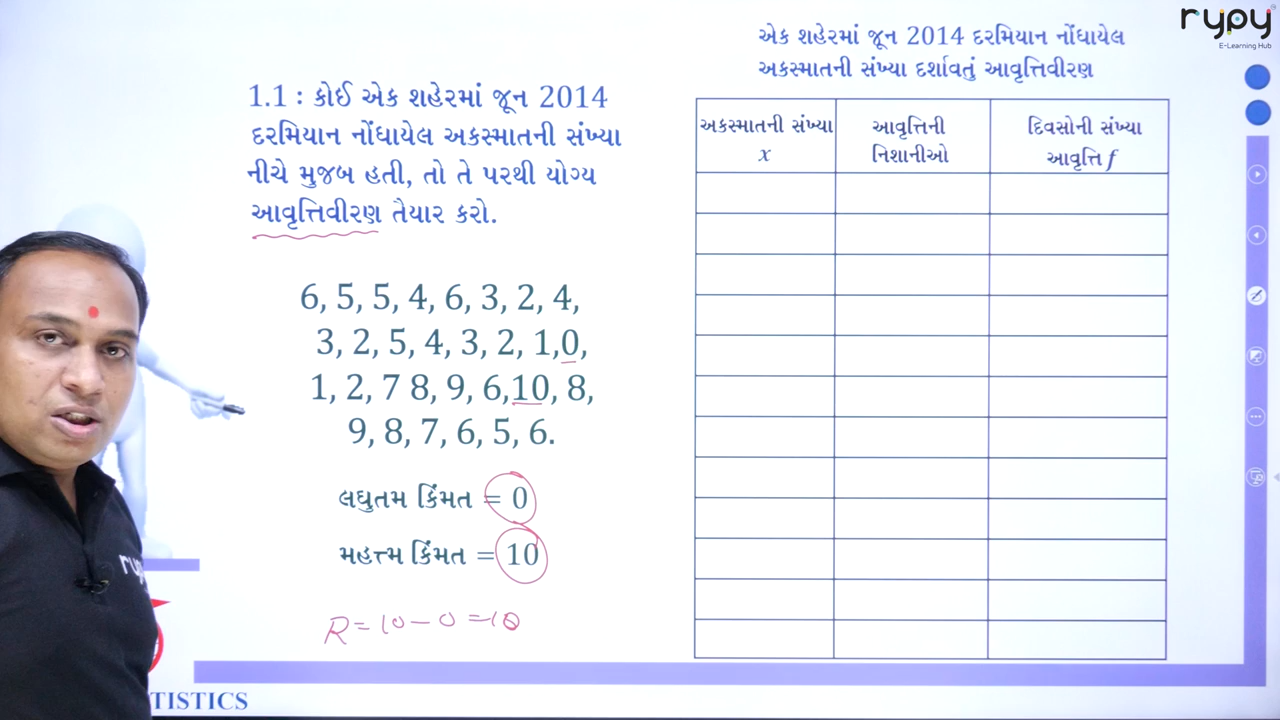 rypy
E-Learning Hub
એક શહેરમાં જૂન 2014 દરમિયાન નોંધાયેલ
અકસ્માતની સંખ્યા દર્શાવતું આવૃત્તિવીરણ
1.1 : કોઈ એક શહેરમાં જૂન 2014
દરમિયાન નોંધાયેલ અકસ્માતની સંખ્યા
નીચે મુજબ હતી, તો તે પરથી યોગ્ય
આવૃત્તિવીરણ તૈયાર કરો.
6, 5, 5, 4, 6, 3, 2, 4,
3, 2, 5, 4, 3, 2, 1,0,
1, 2, 7 8, 9, 6,10, 8,
9, 8, 7, 6, 5, 6.
લઘુતમ કિંમત = 0
મહત્તમ કિંમત = 10
R = 10 – 0 = 10
અકસ્માતની સંખ્યા x
આવૃત્તિની નિશાનીઓ
દિવસોની સંખ્યા આવૃત્તિ f
TISTICS